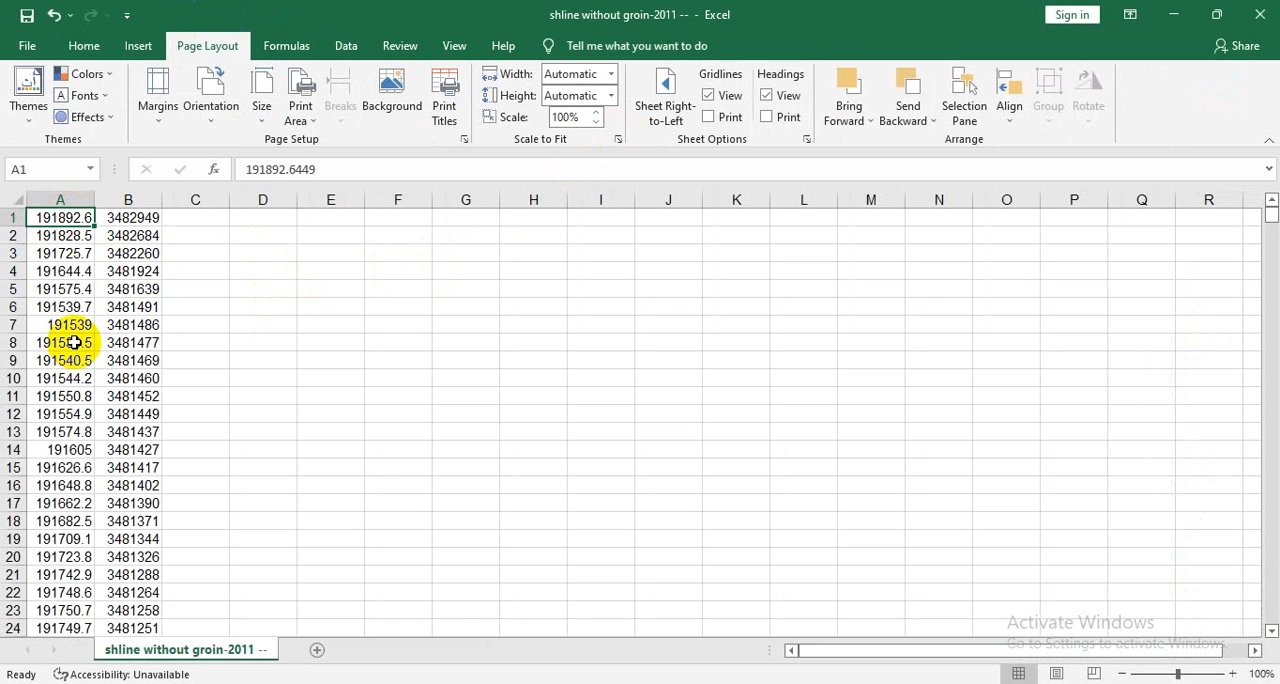 shline without groin-2011 -- - Excel
Sign in
File Home Insert Page Layout Formulas Data Review View Help Tell me what you want to do Share
Themes Colors Fonts Effects Margins Orientation Size Print Area Breaks Background Print Titles
Width: Automatic
Height: Automatic
Scale: 100%
Sheet Right-to-Left
Gridlines Headings
View View
Print Print
Bring Forward Send Backward Selection Pane Align Group Rotate
Themes Page Setup Scale to Fit Sheet Options Arrange
A1 fx 191892.6449
A B C D E F G H I J K L M N O P Q R
1 191892.6 3482949
2 191828.5 3482684
3 191725.7 3482260
4 191644.4 3481924
5 191575.4 3481639
6 191539.7 3481491
7 191539 3481486
8 3481477
9 191540.5 3481469
10 191544.2 3481460
11 191550.8 3481452
12 191554.9 3481449
13 191574.8 3481437
14 191605 3481427
15 191626.6 3481417
16 191648.8 3481402
17 191662.2 3481390
18 191682.5 3481371
19 191709.1 3481344
20 191723.8 3481326
21 191742.9 3481288
22 191748.6 3481264
23 191750.7 3481258
24 191749.7 3481251
Activate Windows
Go to Settings to activate Windows.
shline without groin-2011 --
Ready Accessibility: Unavailable 100%